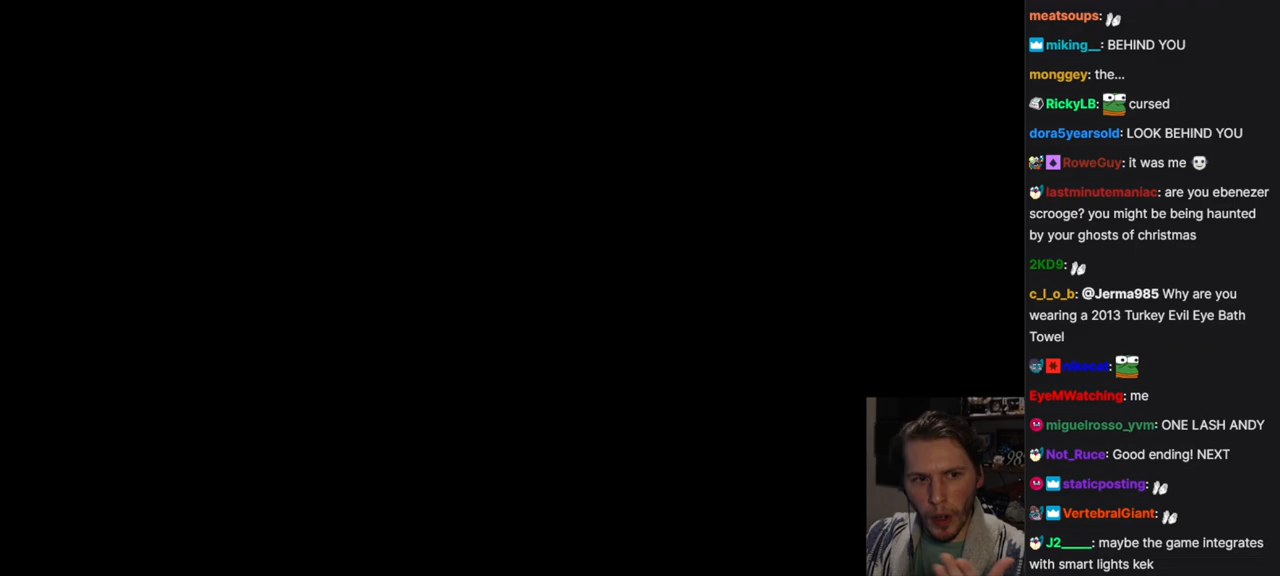 meatsoups:
miking__: BEHIND YOU
monggey: the...
RickyLB: cursed
dora5yearsold: LOOK BEHIND YOU
RoweGuy: it was me
lastminutemaniac: are you ebenezer
scrooge? you might be being haunted
by your ghosts of christmas
2KD9:
c_l_o_b: @Jerma985 Why are you
wearing a 2013 Turkey Evil Eye Bath
Towel
EyeMWatching: me
miguelrosso_yvm: ONE LASH ANDY
Not_Ruce: Good ending! NEXT
staticposting:
VertebralGiant:
J2_____: maybe the game integrates
with smart lights kek